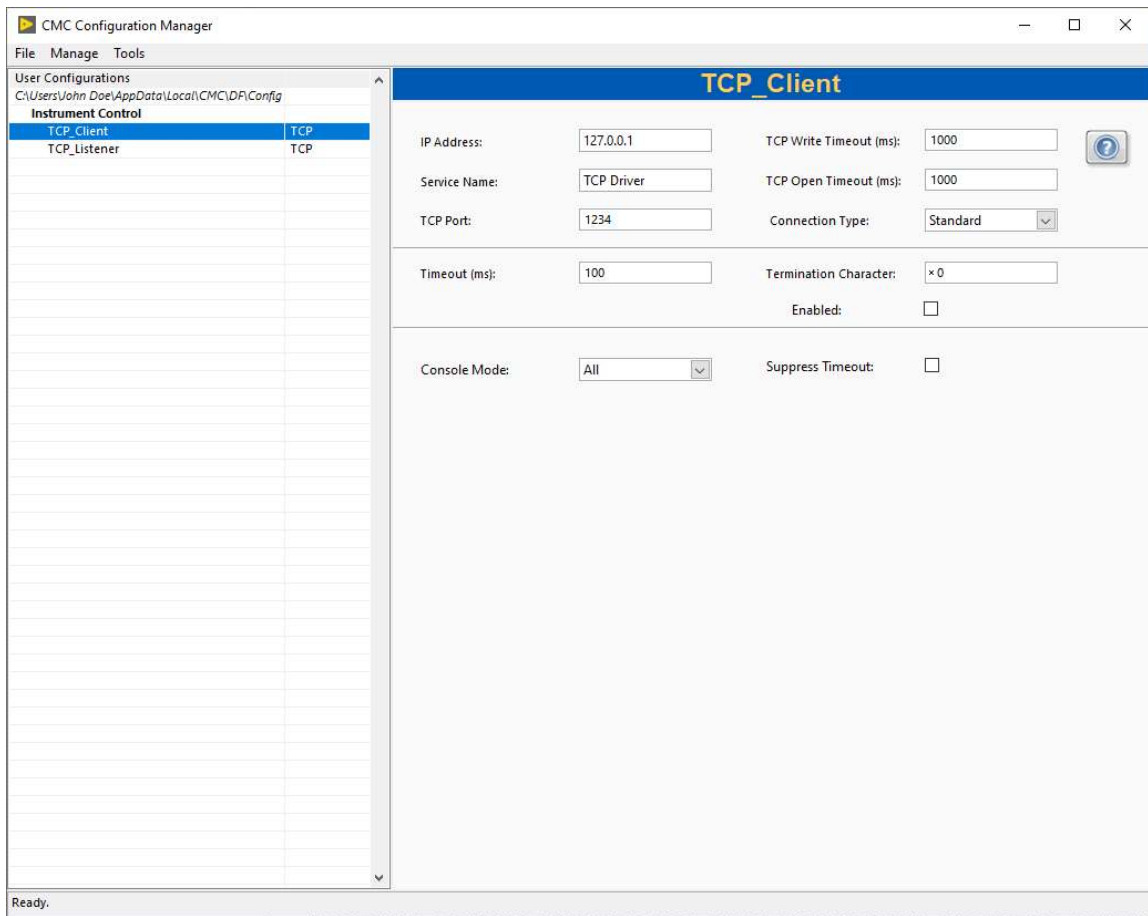 CMC Configuration Manager
File Manage Tools
User Configurations
C:\Users\John Doe\AppData\Local\CMC\DF\Config
Instrument Control
TCP_Client TCP
TCP_Listener TCP
TCP_Client
IP Address: 127.0.0.1 TCP Write Timeout (ms): 1000
Service Name: TCP Driver TCP Open Timeout (ms): 1000
TCP Port: 1234 Connection Type: Standard
Timeout (ms): 100 Termination Character: × 0
Enabled:
Console Mode: All Suppress Timeout:
Ready.